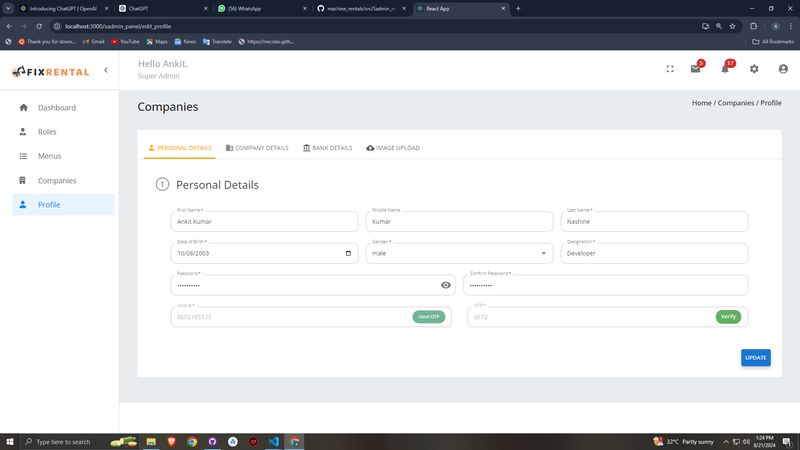 Introducing ChatGPT | OpenAI
ChatGPT
(56) WhatsApp
machine_rentals/src/Sadmin_re
React App
localhost:3000/sadmin_panel/edit_profile
Thank you for down...
Gmail
YouTube
Maps
News
Translate
https://necolas.gith...
All Bookmarks
FIXRENTAL
Hello Ankit,
Super Admin
5
17
Dashboard
Roles
Menus
Companies
Profile
Companies
Home / Companies / Profile
PERSONAL DETAILS
COMPANY DETAILS
BANK DETAILS
IMAGE UPLOAD
1 Personal Details
First Name *
Ankit Kumar
Middle Name
Kumar
Last Name *
Nashine
Date of Birth *
10/08/2003
Gender *
male
Designation *
Developer
Password *
••••••••••
Confirm Password *
••••••••••
Mobile *
8602185525
Send OTP
OTP *
6672
Verify
UPDATE
Type here to search
32°C Partly sunny
1:24 PM
8/21/2024